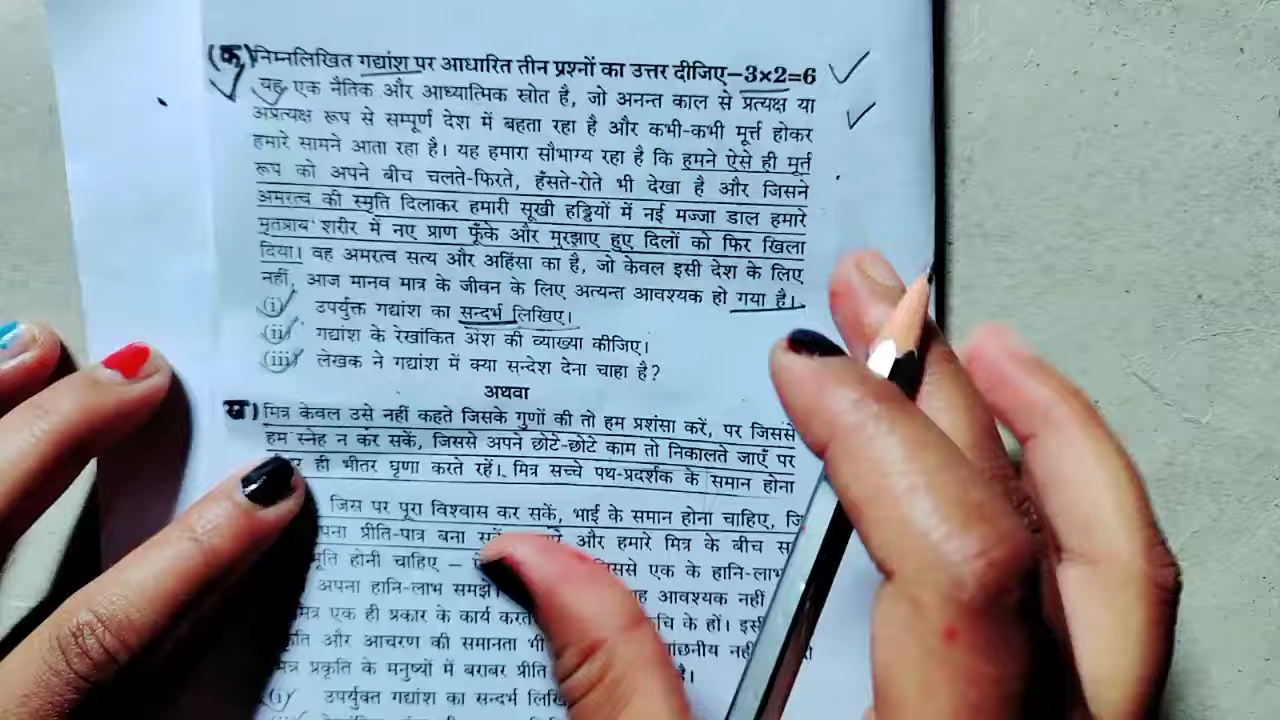 (क) निम्नलिखित गद्यांश पर आधारित तीन प्रश्नों का उत्तर दीजिए–3×2=6
यह एक नैतिक और आध्यात्मिक स्रोत है, जो अनन्त काल से प्रत्यक्ष या
अप्रत्यक्ष रूप से सम्पूर्ण देश में बहता रहा है और कभी-कभी मूर्त्त होकर
हमारे सामने आता रहा है। यह हमारा सौभाग्य रहा है कि हमने ऐसे ही मूर्त
रूप को अपने बीच चलते-फिरते, हँसते-रोते भी देखा है और जिसने
अमरत्व की स्मृति दिलाकर हमारी सूखी हड्डियों में नई मज्जा डाल हमारे
शरीर में नए प्राण फूँके और मुरझाए हुए दिलों को फिर खिला
दिया। वह अमरत्व सत्य और अहिंसा का है, जो केवल इसी देश के लिए
नहीं, आज मानव मात्र के जीवन के लिए अत्यन्त आवश्यक हो गया है।
(i) उपर्युक्त गद्यांश का सन्दर्भ लिखिए।
(ii) गद्यांश के रेखांकित अंश की व्याख्या कीजिए।
(iii) लेखक ने गद्यांश में क्या सन्देश देना चाहा है?
अथवा
ख) मित्र केवल उसे नहीं कहते जिसके गुणों की तो हम प्रशंसा करें, पर जिससे
हम स्नेह न कर सकें, जिससे अपने छोटे-छोटे काम तो निकालते जाएँ पर
ही भीतर घृणा करते रहें। मित्र सच्चे पथ-प्रदर्शक के समान होना
जिस पर पूरा विश्वास कर सकें, भाई के समान होना चाहिए,
प्रीति-पात्र बना और हमारे मित्र के बीच
होनी चाहिए – एक के हानि-लाभ
अपना हानि-लाभ आवश्यक नहीं
एक ही प्रकार के कार्य के हों।
और आचरण की समानता
प्रकृति के मनुष्यों में बराबर प्रीति है।
(i) उपर्युक्त गद्यांश का सन्दर्भ